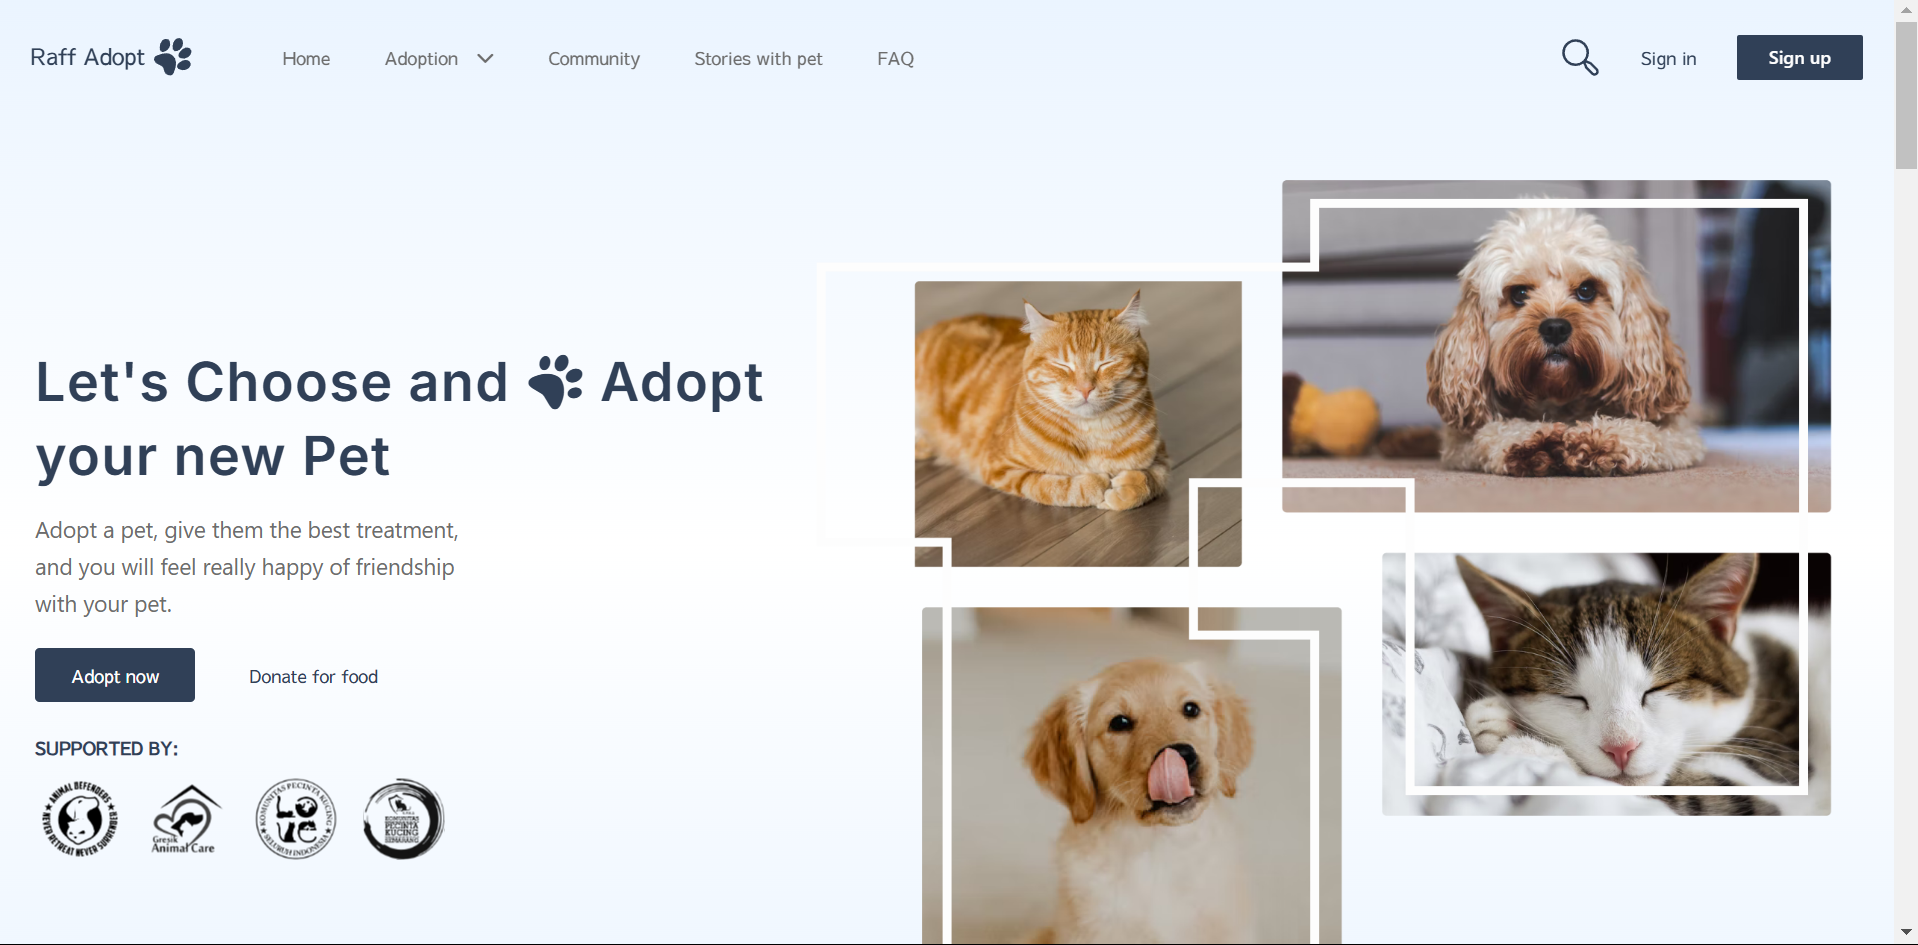 Raff Adopt
Home
Adoption
Community
Stories with pet
FAQ
Sign in
Sign up
Let's Choose and Adopt
your new Pet
Adopt a pet, give them the best treatment,
and you will feel really happy of friendship
with your pet.
Adopt now
Donate for food
SUPPORTED BY:
ANIMAL DEFENDERS
NEVER RETREAT NEVER SURRENDER
Gresik
Animal Care
KOMUNITAS PECINTA KUCING
LOVE
SELURUH INDONESIA
KOMUNITAS
PECINTA
KUCING
SEMARANG